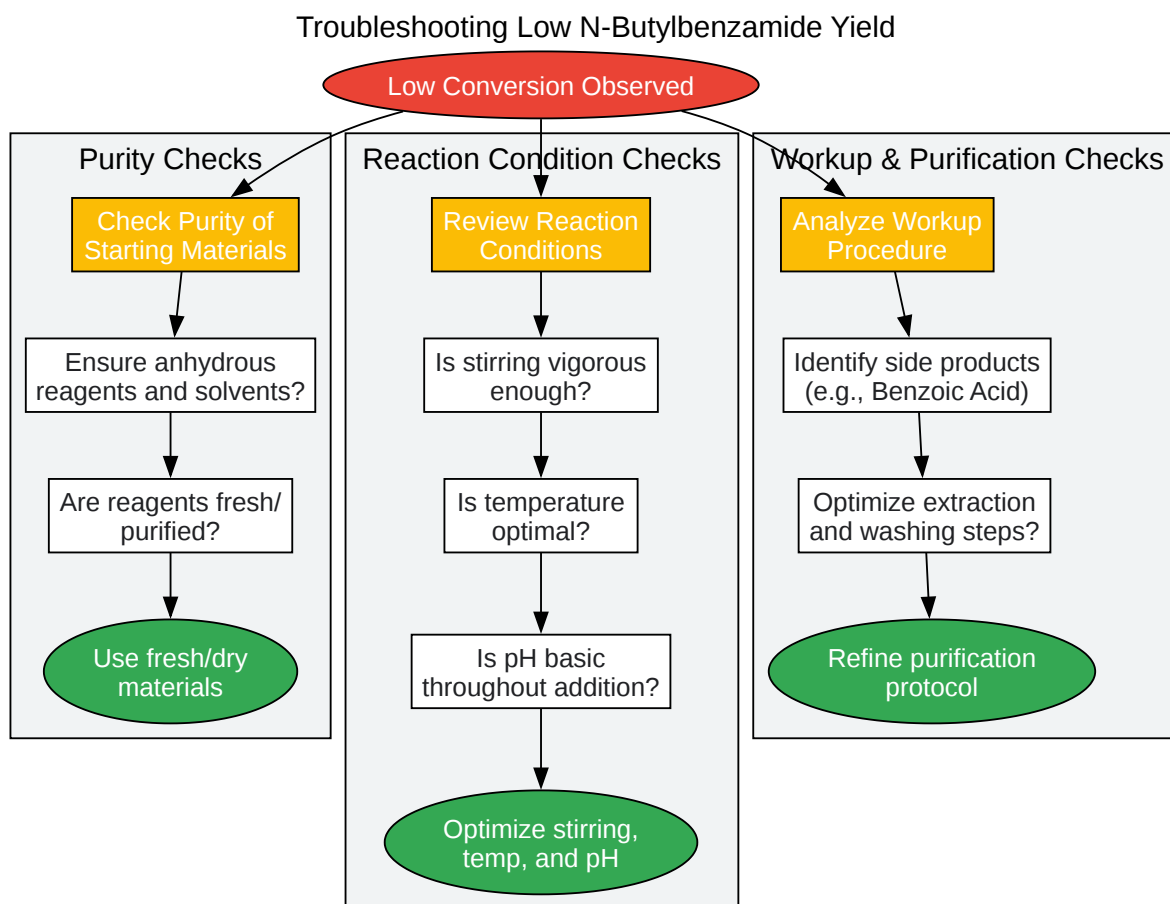 Troubleshooting Low N-Butylbenzamide Yield
Low Conversion Observed
Purity Checks
Check Purity of
Starting Materials
Ensure anhydrous
reagents and solvents?
Are reagents fresh/
purified?
Use fresh/dry
materials
Reaction Condition Checks
Review Reaction
Conditions
Is stirring vigorous
enough?
Is temperature
optimal?
Is pH basic
throughout addition?
Optimize stirring,
temp, and pH
Workup & Purification Checks
Analyze Workup
Procedure
Identify side products
(e.g., Benzoic Acid)
Optimize extraction
and washing steps?
Refine purification
protocol